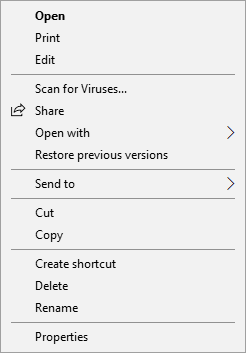 Open
Print
Edit
Scan for Viruses...
Share
Open with
Restore previous versions
Send to
Cut
Copy
Create shortcut
Delete
Rename
Properties